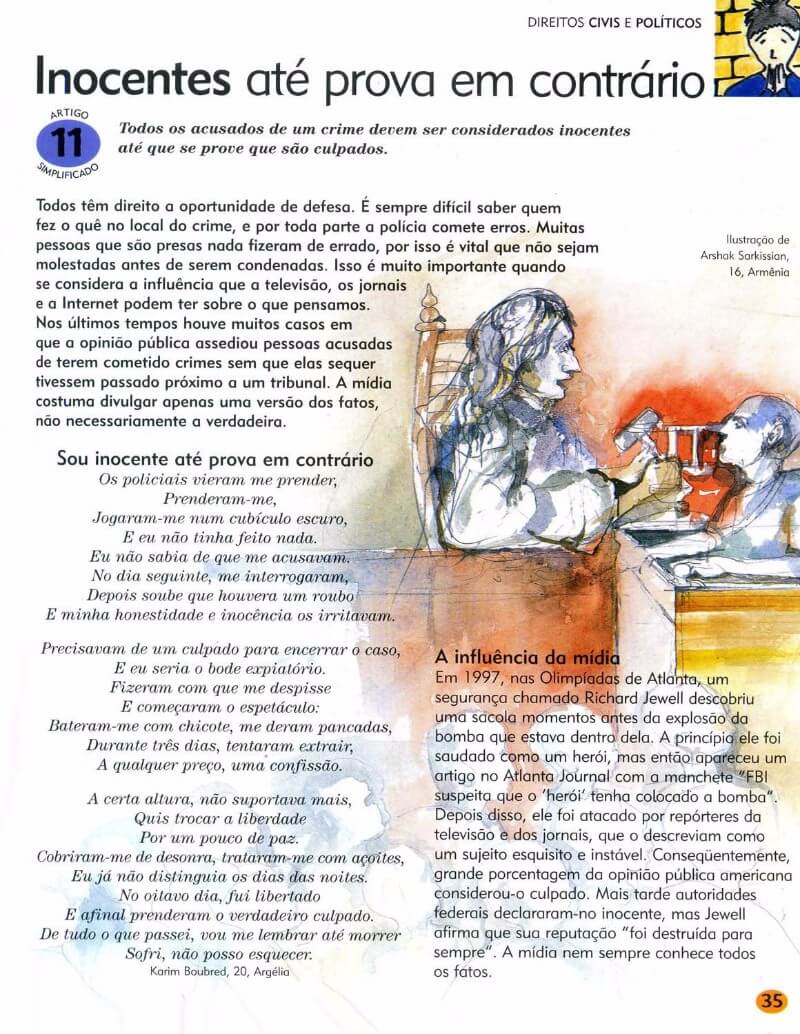 DIREITOS CIVIS E POLÍTICOS
Inocentes até prova em contrário
ARTIGO
11
SIMPLIFICADO
Todos os acusados de um crime devem ser considerados inocentes
até que se prove que são culpados.
Todos têm direito a oportunidade de defesa. É sempre difícil saber quem
fez o quê no local do crime, e por toda parte a polícia comete erros. Muitas
pessoas que são presas nada fizeram de errado, por isso é vital que não sejam
molestadas antes de serem condenadas. Isso é muito importante quando
se considera a influência que a televisão, os jornais
e a Internet podem ter sobre o que pensamos.
Nos últimos tempos houve muitos casos em
que a opinião pública assediou pessoas acusadas
de terem cometido crimes sem que elas sequer
tivessem passado próximo a um tribunal. A mídia
costuma divulgar apenas uma versão dos fatos,
não necessariamente a verdadeira.
Ilustração de
Arshak Sarkissian,
16, Armênia
Sou inocente até prova em contrário
Os policiais vieram me prender,
Prenderam-me,
Jogaram-me num cubículo escuro,
E eu não tinha feito nada.
Eu não sabia de que me acusavam.
No dia seguinte, me interrogaram,
Depois soube que houvera um roubo
E minha honestidade e inocência os irritavam.
Precisavam de um culpado para encerrar o caso,
E eu seria o bode expiatório.
Fizeram com que me despisse
E começaram o espetáculo:
Bateram-me com chicote, me deram pancadas,
Durante três dias, tentaram extrair,
A qualquer preço, uma confissão.
A certa altura, não suportava mais,
Quis trocar a liberdade
Por um pouco de paz.
Cobriram-me de desonra, trataram-me com açoites,
Eu já não distinguia os dias das noites.
No oitavo dia, fui libertado
E afinal prenderam o verdadeiro culpado.
De tudo o que passei, vou me lembrar até morrer
Sofri, não posso esquecer.
Karim Boubred, 20, Argélia
A influência da mídia
Em 1997, nas Olimpíadas de Atlanta, um
segurança chamado Richard Jewell descobriu
uma sacola momentos antes da explosão da
bomba que estava dentro dela. A princípio ele foi
saudado como um herói, mas então apareceu um
artigo no Atlanta Journal com a manchete "FBI
suspeita que o 'herói' tenha colocado a bomba".
Depois disso, ele foi atacado por repórteres da
televisão e dos jornais, que o descreviam como
um sujeito esquisito e instável. Conseqüentemente,
grande porcentagem da opinião pública americana
considerou-o culpado. Mais tarde autoridades
federais declararam-no inocente, mas Jewell
afirma que sua reputação "foi destruída para
sempre". A mídia nem sempre conhece todos
os fatos.
35